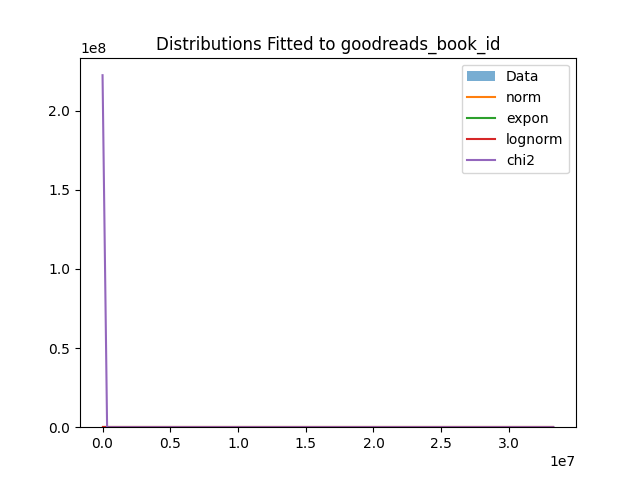 Distributions Fitted to goodreads_book_id
1e8
Data
norm
expon
lognorm
chi2
2.0
1.5
1.0
0.5
0.0
0.0 0.5 1.0 1.5 2.0 2.5 3.0
1e7